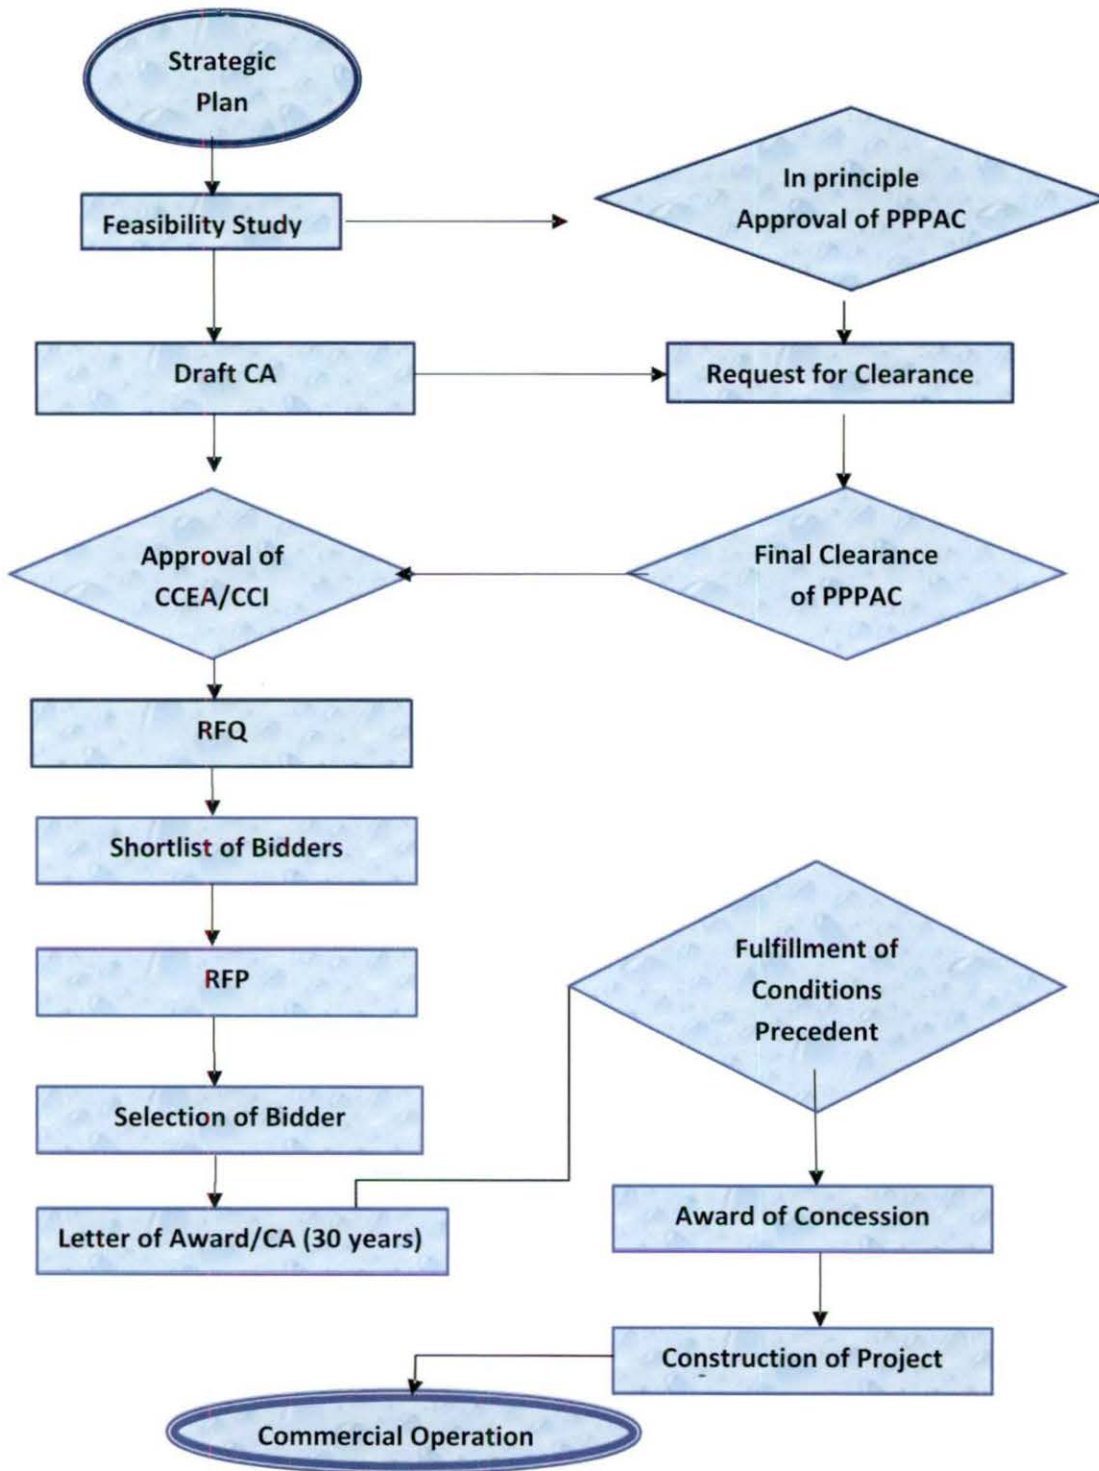 Strategic
Plan
In principle
Approval of PPPAC
Feasibility Study
Draft CA
Request for Clearance
Approval of
CCEA/CCI
Final Clearance
of PPPAC
RFQ
Shortlist of Bidders
RFP
Fulfillment of
Conditions
Precedent
Selection of Bidder
Letter of Award/CA (30 years)
Award of Concession
Construction of Project
Commercial Operation